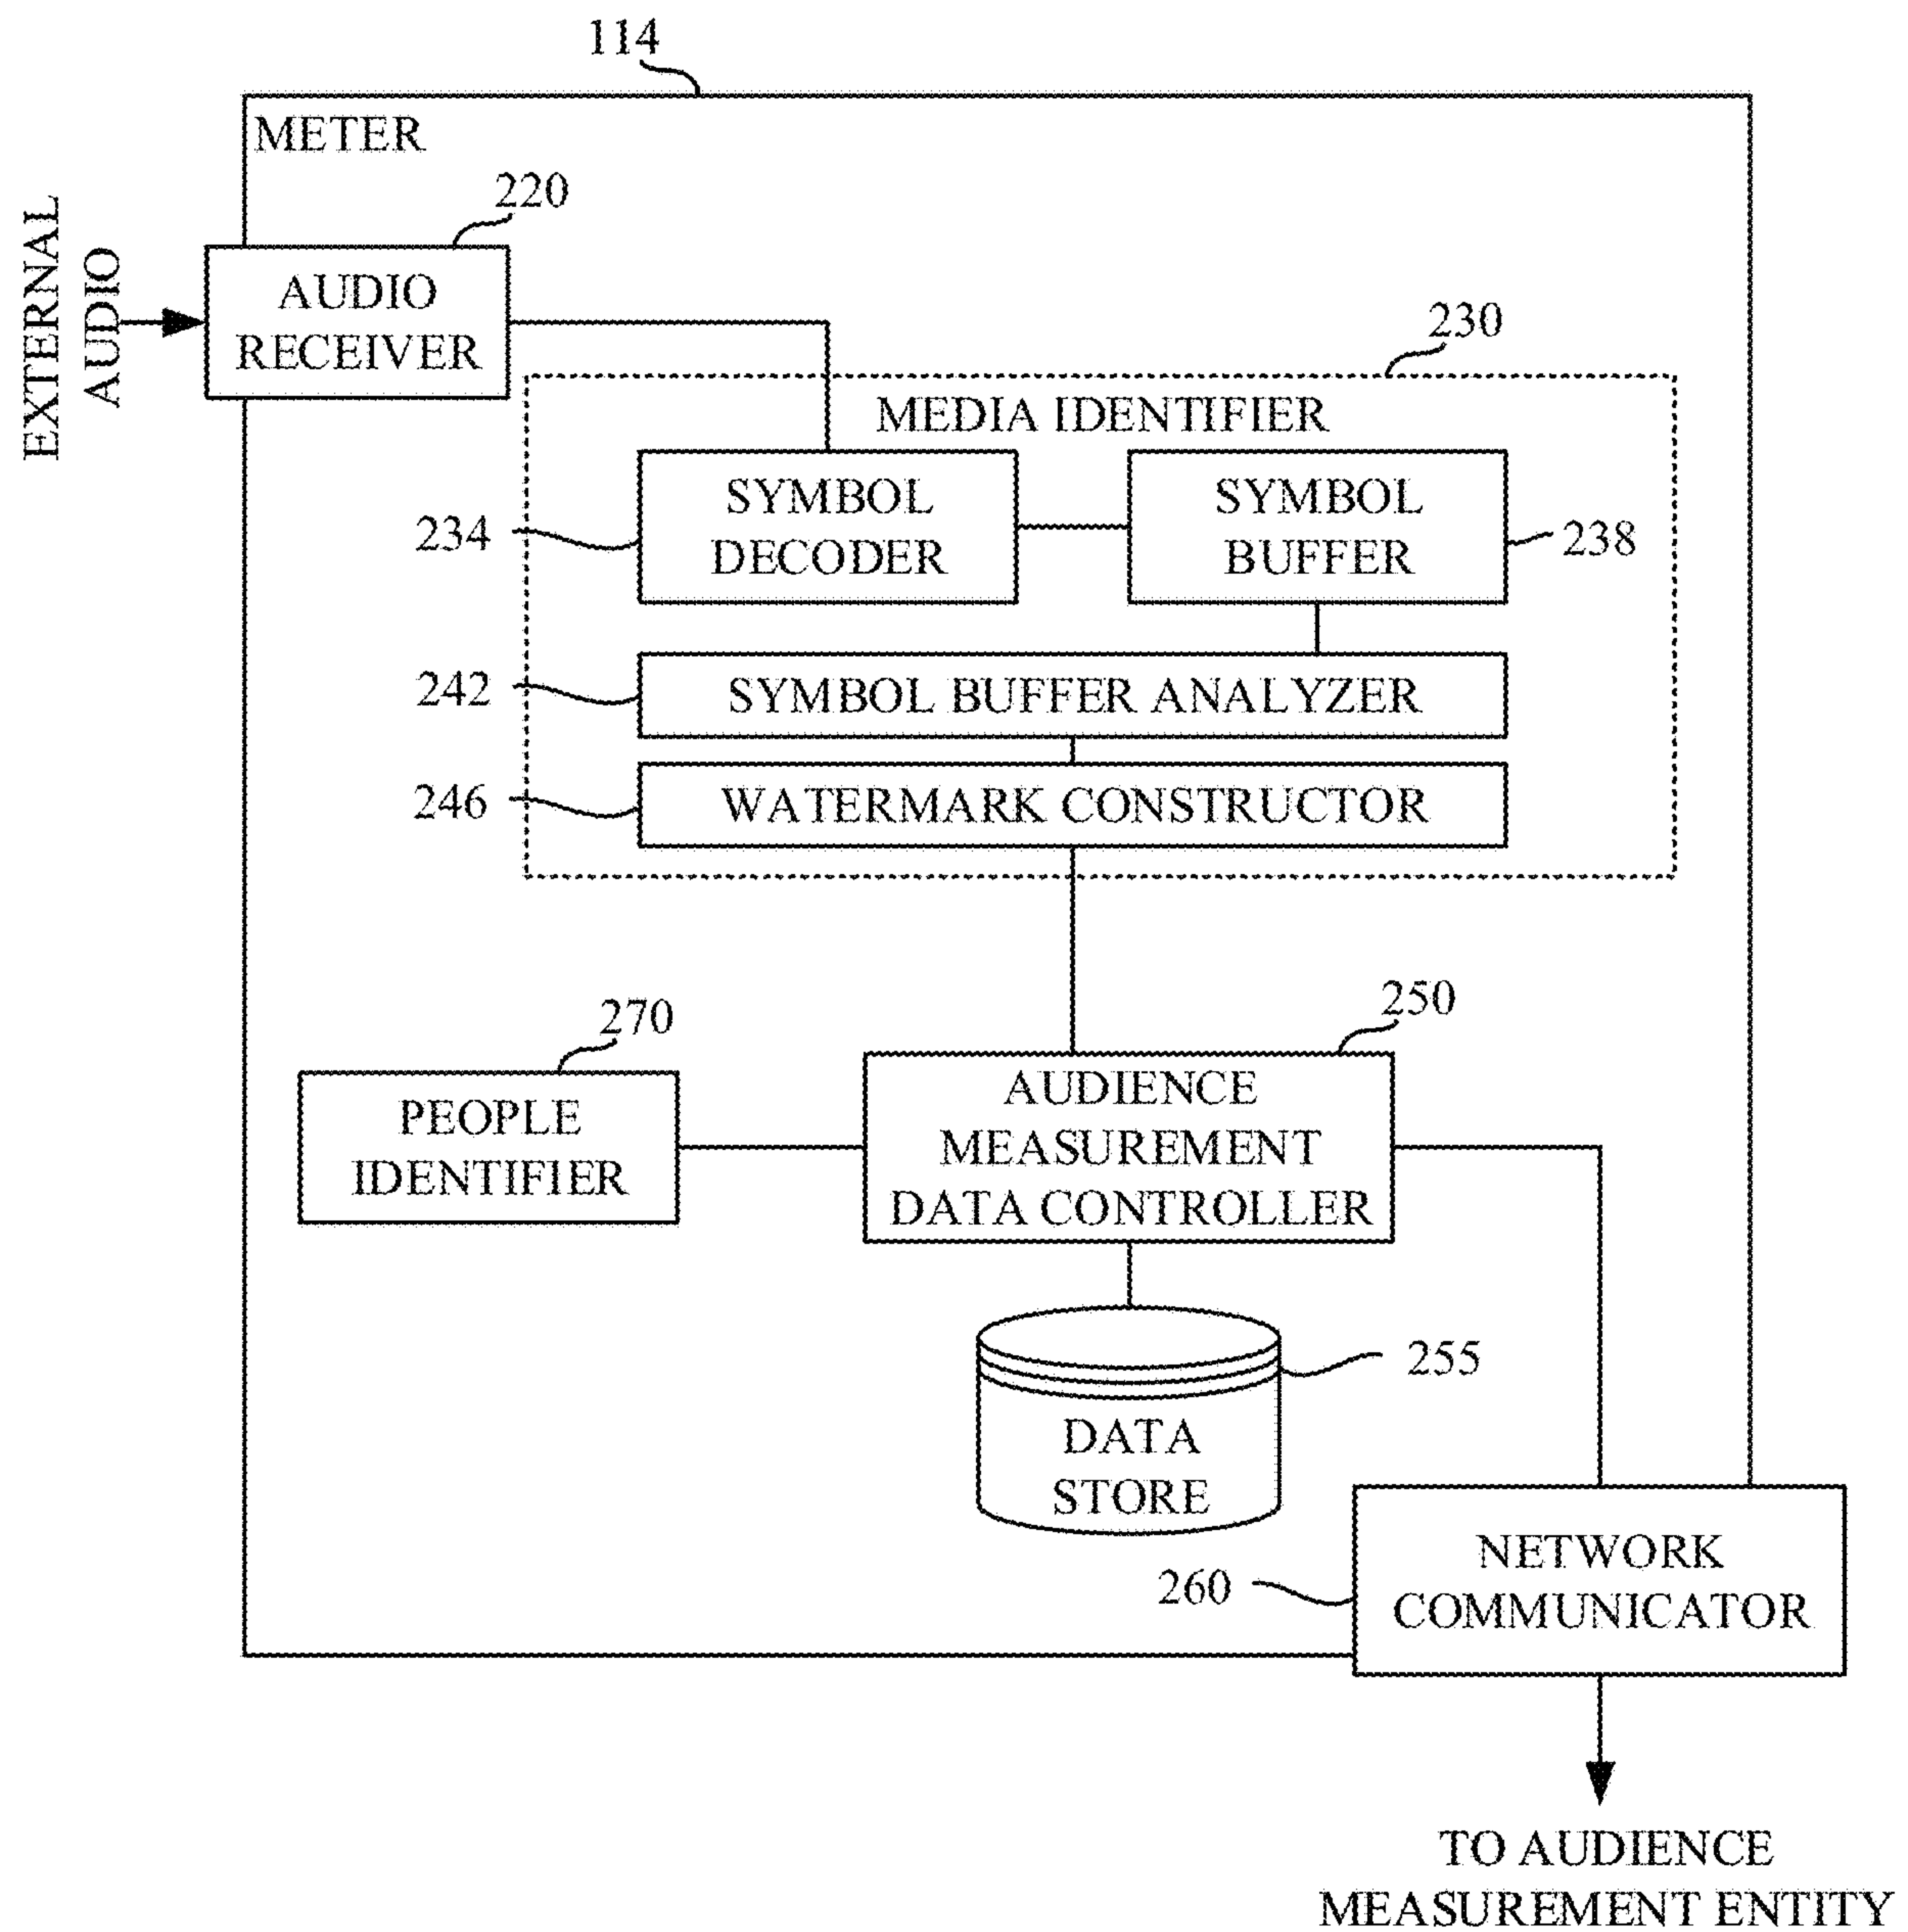 114
METER
220
EXTERNAL
AUDIO
AUDIO
RECEIVER
230
MEDIA IDENTIFIER
SYMBOL
DECODER
SYMBOL
BUFFER
234
238
242
SYMBOL BUFFER ANALYZER
246
WATERMARK CONSTRUCTOR
250
270
AUDIENCE
MEASUREMENT
DATA CONTROLLER
PEOPLE
IDENTIFIER
255
DATA
STORE
NETWORK
COMMUNICATOR
260
TO AUDIENCE
MEASUREMENT ENTITY